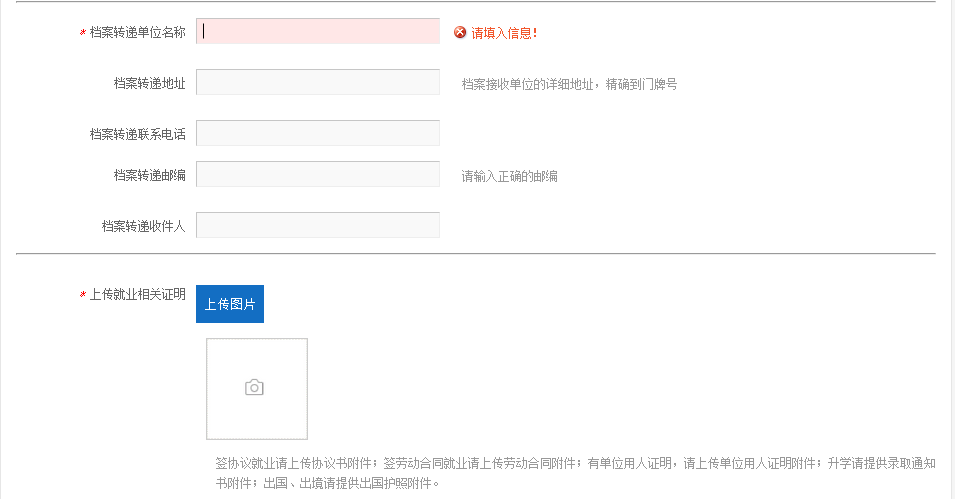 * 档案转递单位名称 请填入信息!
档案转递地址 档案接收单位的详细地址，精确到门牌号
档案转递联系电话
档案转递邮编 请输入正确的邮编
档案转递收件人
* 上传就业相关证明 上传图片
签协议就业请上传协议书附件；签劳动合同就业请上传劳动合同附件；有单位用人证明，请上传单位用人证明附件；升学请提供录取通知
书附件；出国、出境请提供出国护照附件。